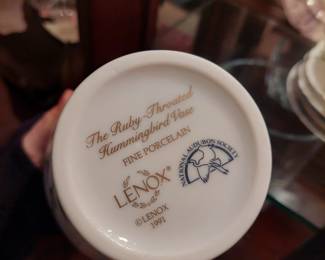 The Ruby-Throated
Hummingbird Vase
FINE PORCELAIN
LENOX®
© LENOX
1991
NATIONAL AUDUBON SOCIETY